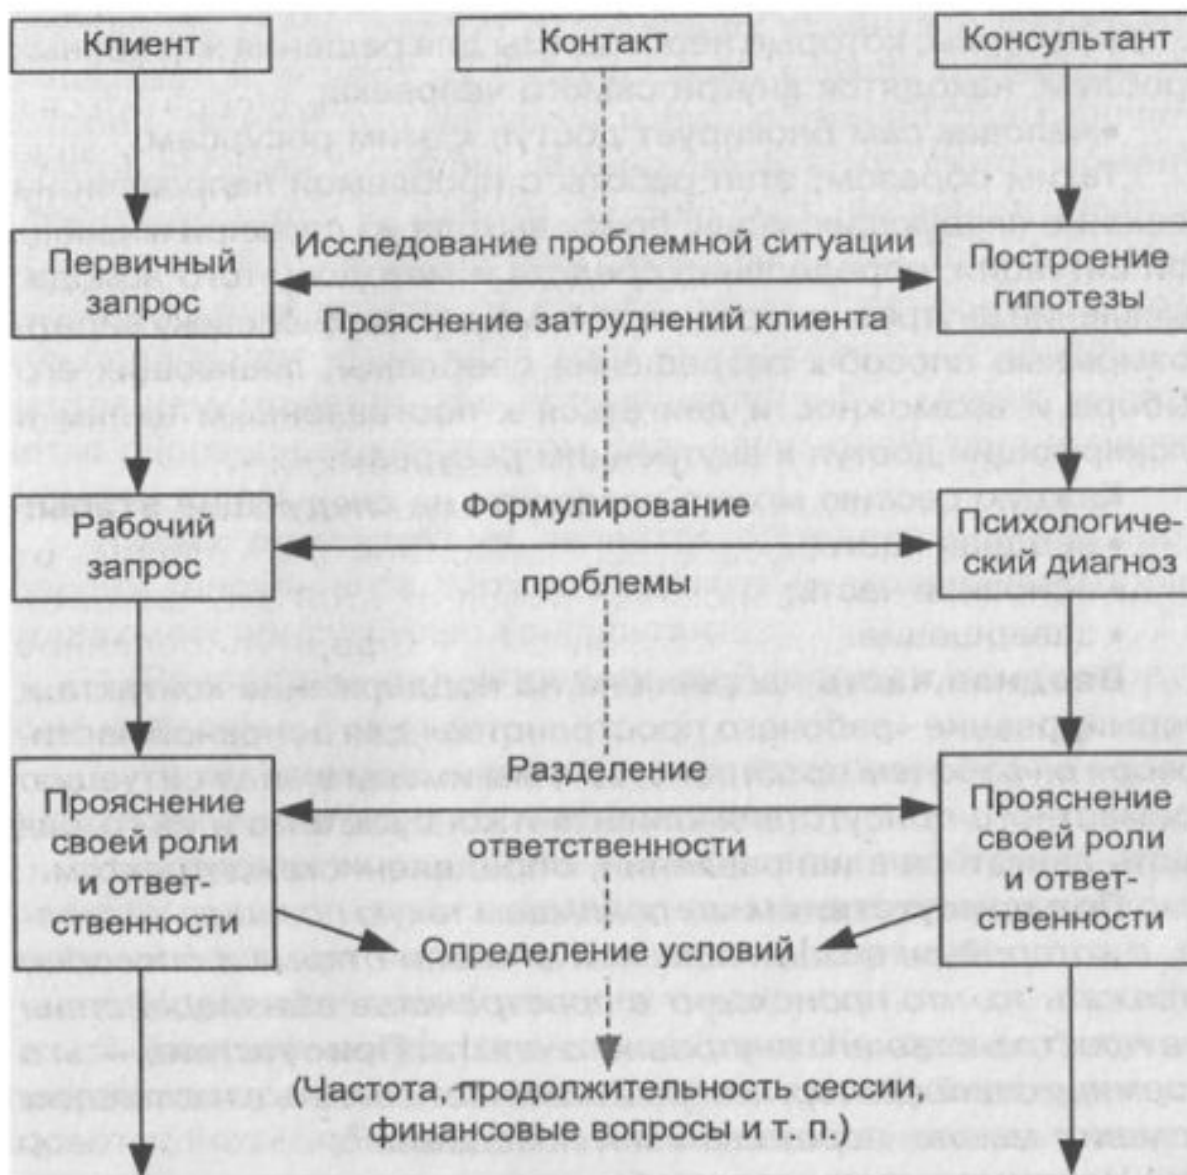 Клиент
Контакт
Консультант
Первичный
запрос
Исследование проблемной ситуации
Прояснение затруднений клиента
Построение
гипотезы
Рабочий
запрос
Формулирование
проблемы
Психологиче-
ский диагноз
Прояснение
своей роли
и ответ-
ственности
Разделение
ответственности
Прояснение
своей роли
и ответ-
ственности
Определение условий
(Частота, продолжительность сессии,
финансовые вопросы и т. п.)